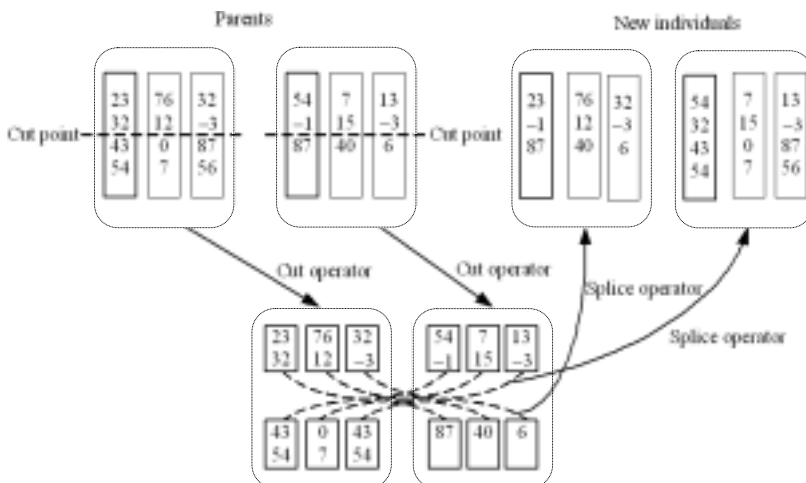 Parents
New individuals
23 76 32
32 12 –3
43 0 87
54 7 56
54 7 13
–1 15 –3
87 40 6
23 76 32
–1 12 –3
87 40 6
54 7 13
32 15 –3
43 0 87
54 7 56
Cut point
Cut point
Cut operator
Cut operator
Splice operator
Splice operator
23 76 32
32 12 –3
54 7 13
–1 15 –3
43 0 43
54 7 54
87 40 6